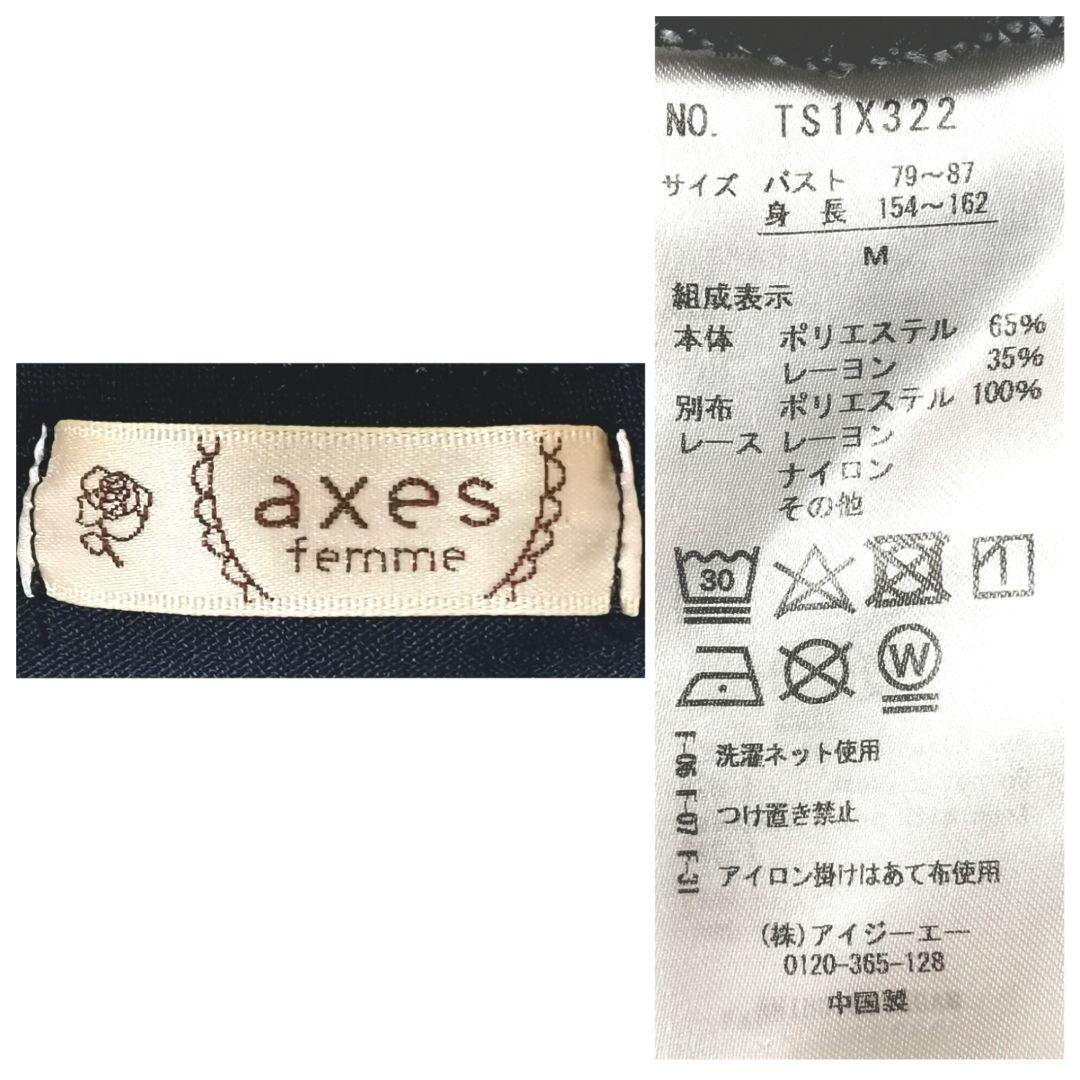 axes
femme
NO. TS1X322
サイズ バスト 79～87
身長 154～162
M
組成表示
本体 ポリエステル 65%
レーヨン 35%
別布 ポリエステル 100%
レース レーヨン
ナイロン
その他
30
W
F-06 洗濯ネット使用
F-07 つけ置き禁止
F-31 アイロン掛けはあて布使用
(株)アイジーエー
0120-365-128
中国製